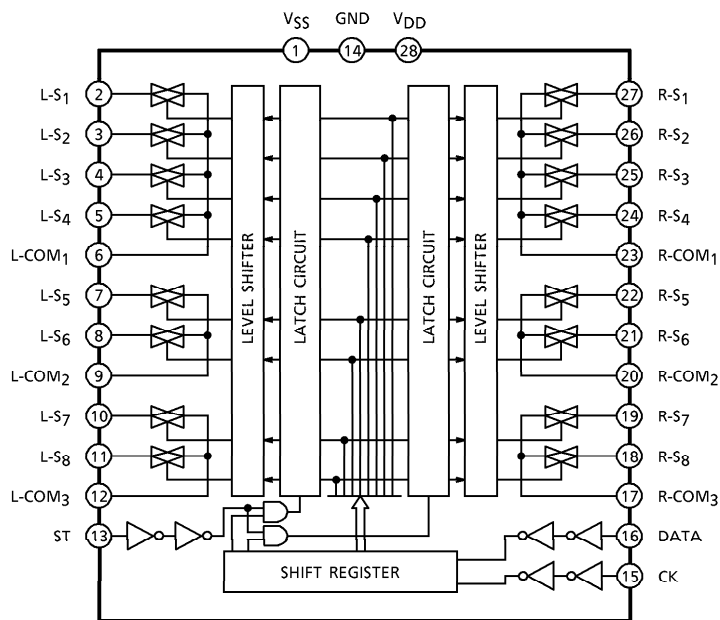 VSS GND VDD
1 14 28
L-S1 2 27 R-S1
L-S2 3 26 R-S2
L-S3 4 25 R-S3
L-S4 5 24 R-S4
L-COM1 6 23 R-COM1
L-S5 7 22 R-S5
L-S6 8 21 R-S6
L-COM2 9 20 R-COM2
L-S7 10 19 R-S7
L-S8 11 18 R-S8
L-COM3 12 17 R-COM3
ST 13 16 DATA
15 CK
LEVEL SHIFTER
LATCH CIRCUIT
LATCH CIRCUIT
LEVEL SHIFTER
SHIFT REGISTER